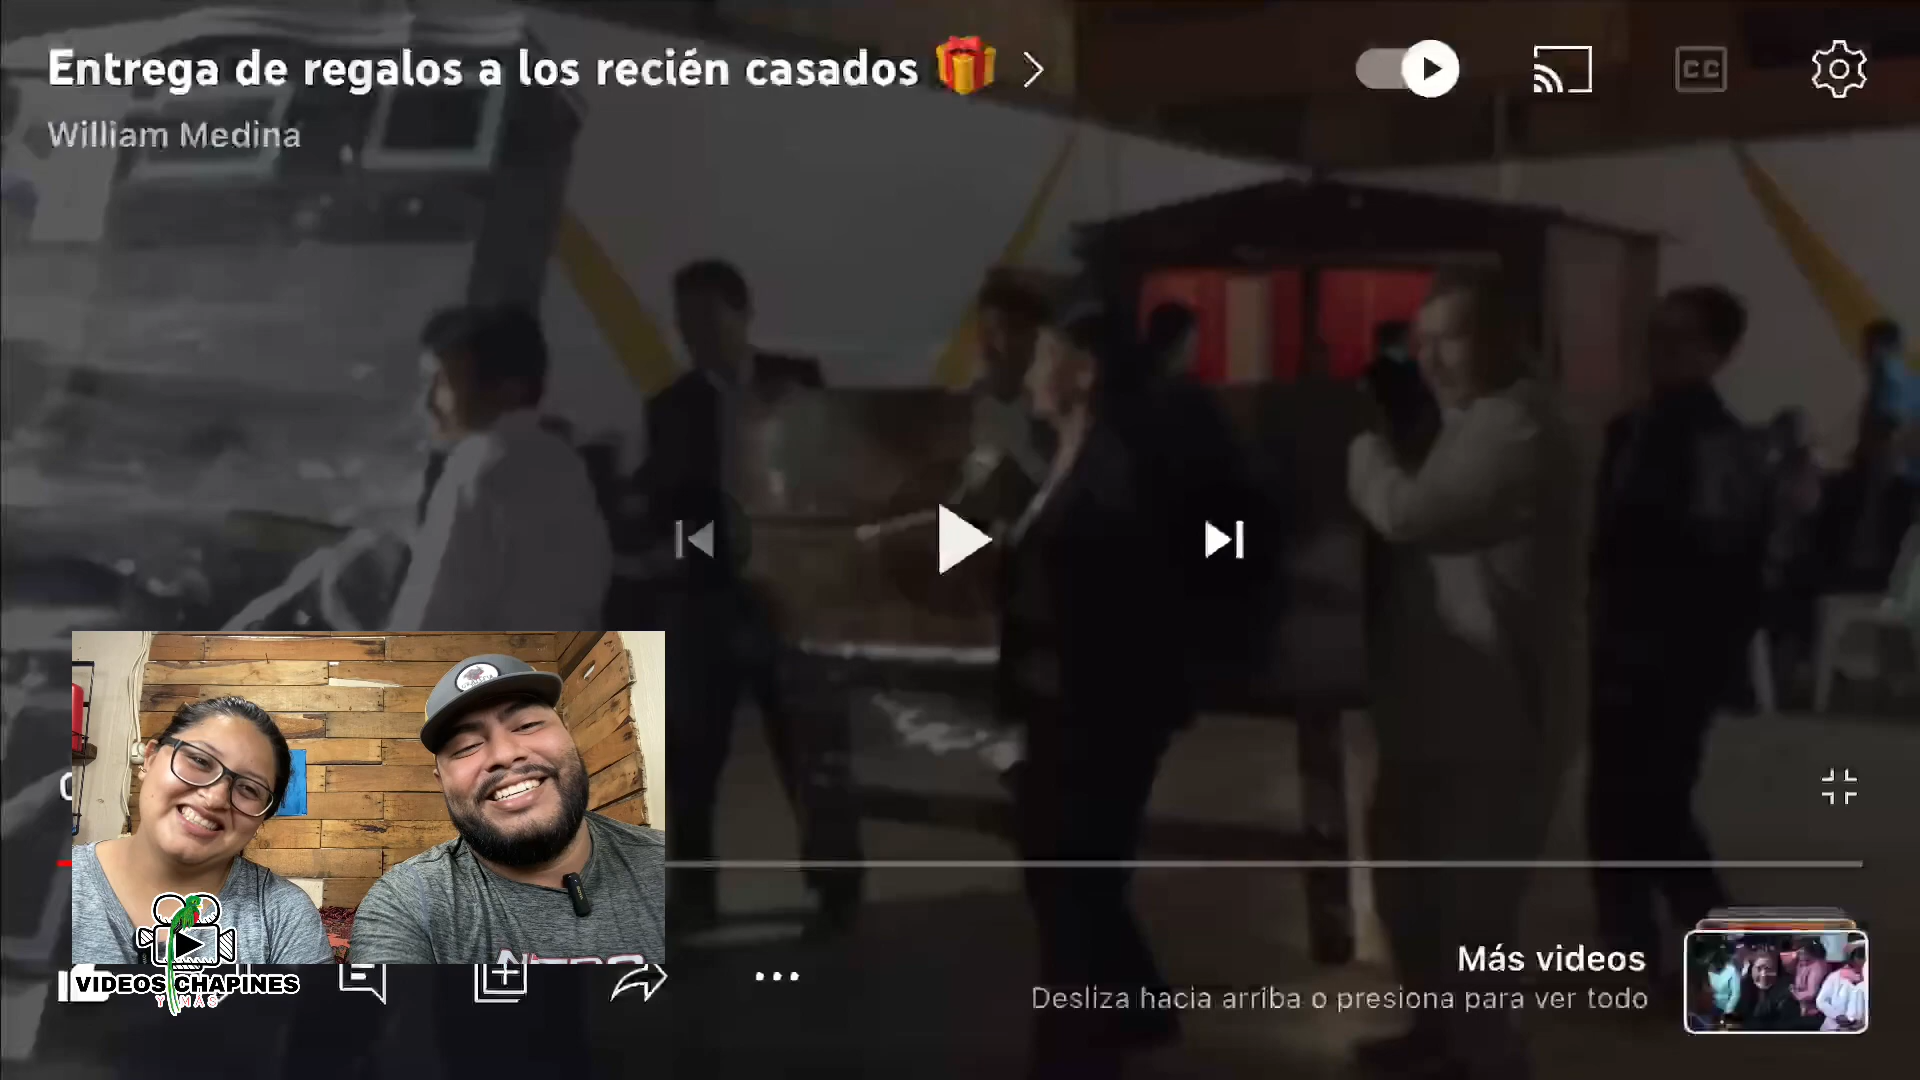 Entrega de regalos a los recién casados
William Medina
CC
Más videos
Desliza hacia arriba o presiona para ver todo
VIDEOS CHAPINES
Y MÁS